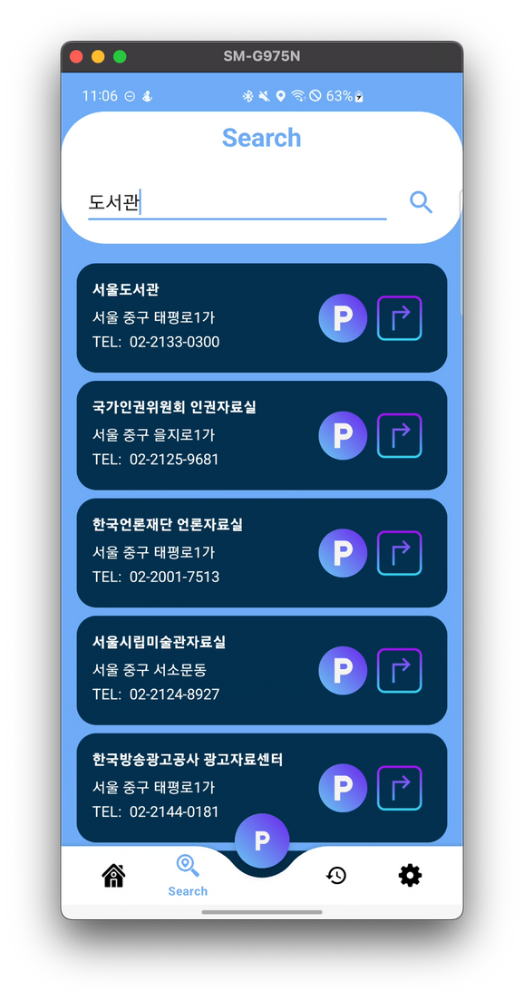 SM-G975N
11:06 63%
Search
도서관
서울도서관
서울 중구 태평로1가
TEL: 02-2133-0300
P
국가인권위원회 인권자료실
서울 중구 을지로1가
TEL: 02-2125-9681
P
한국언론재단 언론자료실
서울 중구 태평로1가
TEL: 02-2001-7513
P
서울시립미술관자료실
서울 중구 서소문동
TEL: 02-2124-8927
P
한국방송광고공사 광고자료센터
서울 중구 태평로1가
TEL: 02-2144-0181
P
P
Search